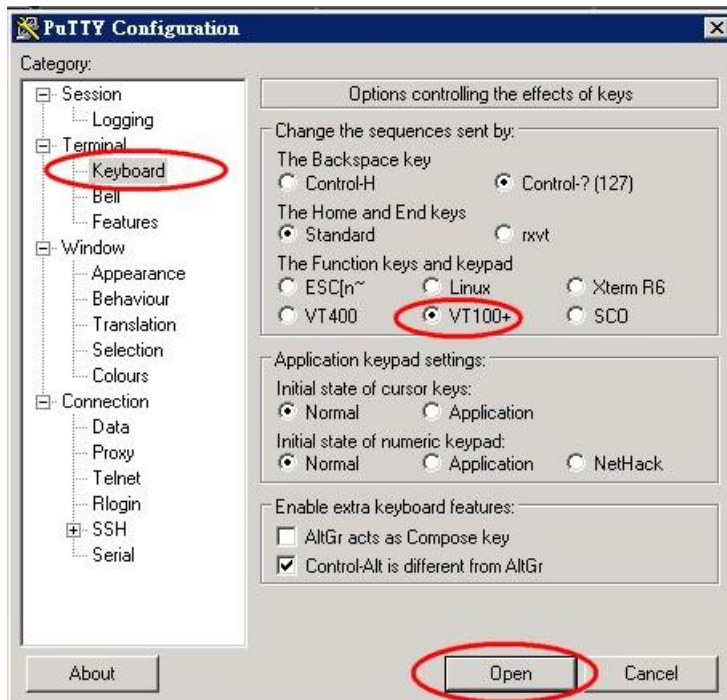 PuTTY Configuration
Category:
Session
Logging
Terminal
Keyboard
Bell
Features
Window
Appearance
Behaviour
Translation
Selection
Colours
Connection
Data
Proxy
Telnet
Rlogin
SSH
Serial
Options controlling the effects of keys
Change the sequences sent by:
The Backspace key
Control-H Control-? (127)
The Home and End keys
Standard rxvt
The Function keys and keypad
ESC[n~ Linux Xterm R6
VT400 VT100+ SCO
Application keypad settings:
Initial state of cursor keys:
Normal Application
Initial state of numeric keypad:
Normal Application NetHack
Enable extra keyboard features:
AltGr acts as Compose key
Control-Alt is different from AltGr
About Open Cancel